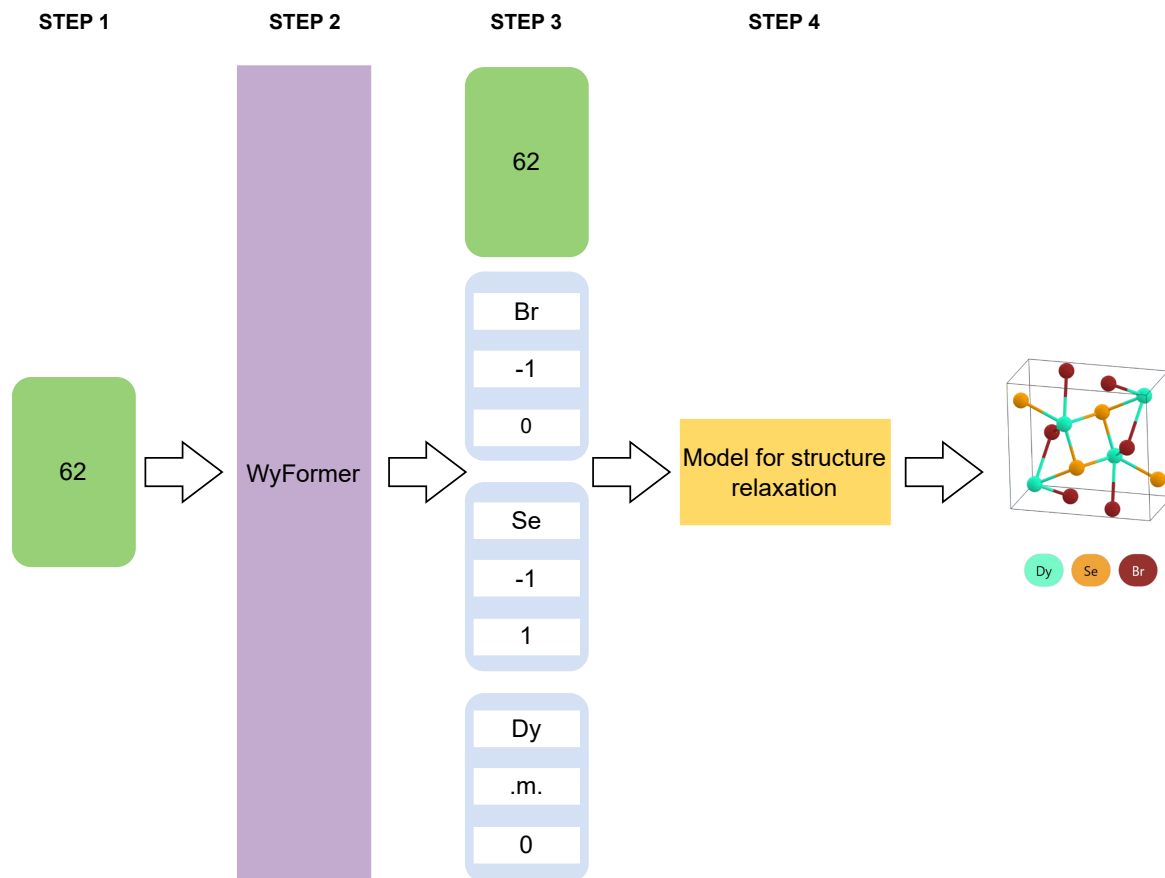 STEP 1
STEP 2
STEP 3
STEP 4
62
WyFormer
62
Br
-1
0
Se
-1
1
Dy
.m.
0
Model for structure
relaxation
Dy
Se
Br